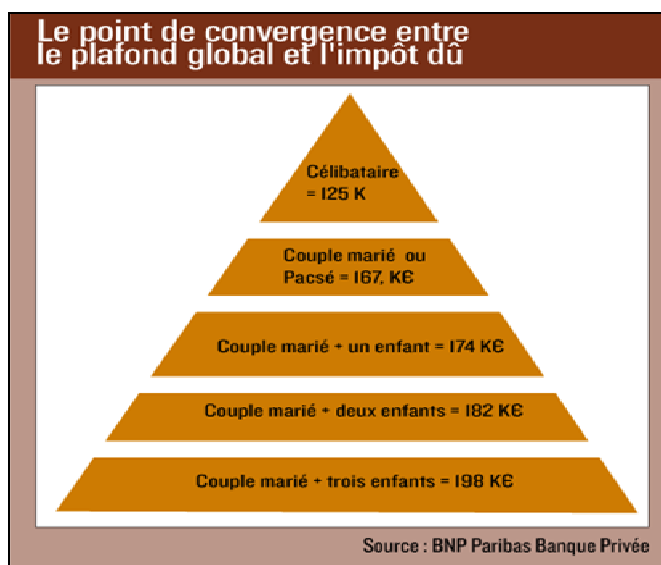 Le point de convergence entre
le plafond global et l'impôt dû
Célibataire
= 125 K
Couple marié ou
Pacsé = 167, K€
Couple marié + un enfant = 174 K€
Couple marié + deux enfants = 182 K€
Couple marié + trois enfants = 198 K€
Source : BNP Paribas Banque Privée